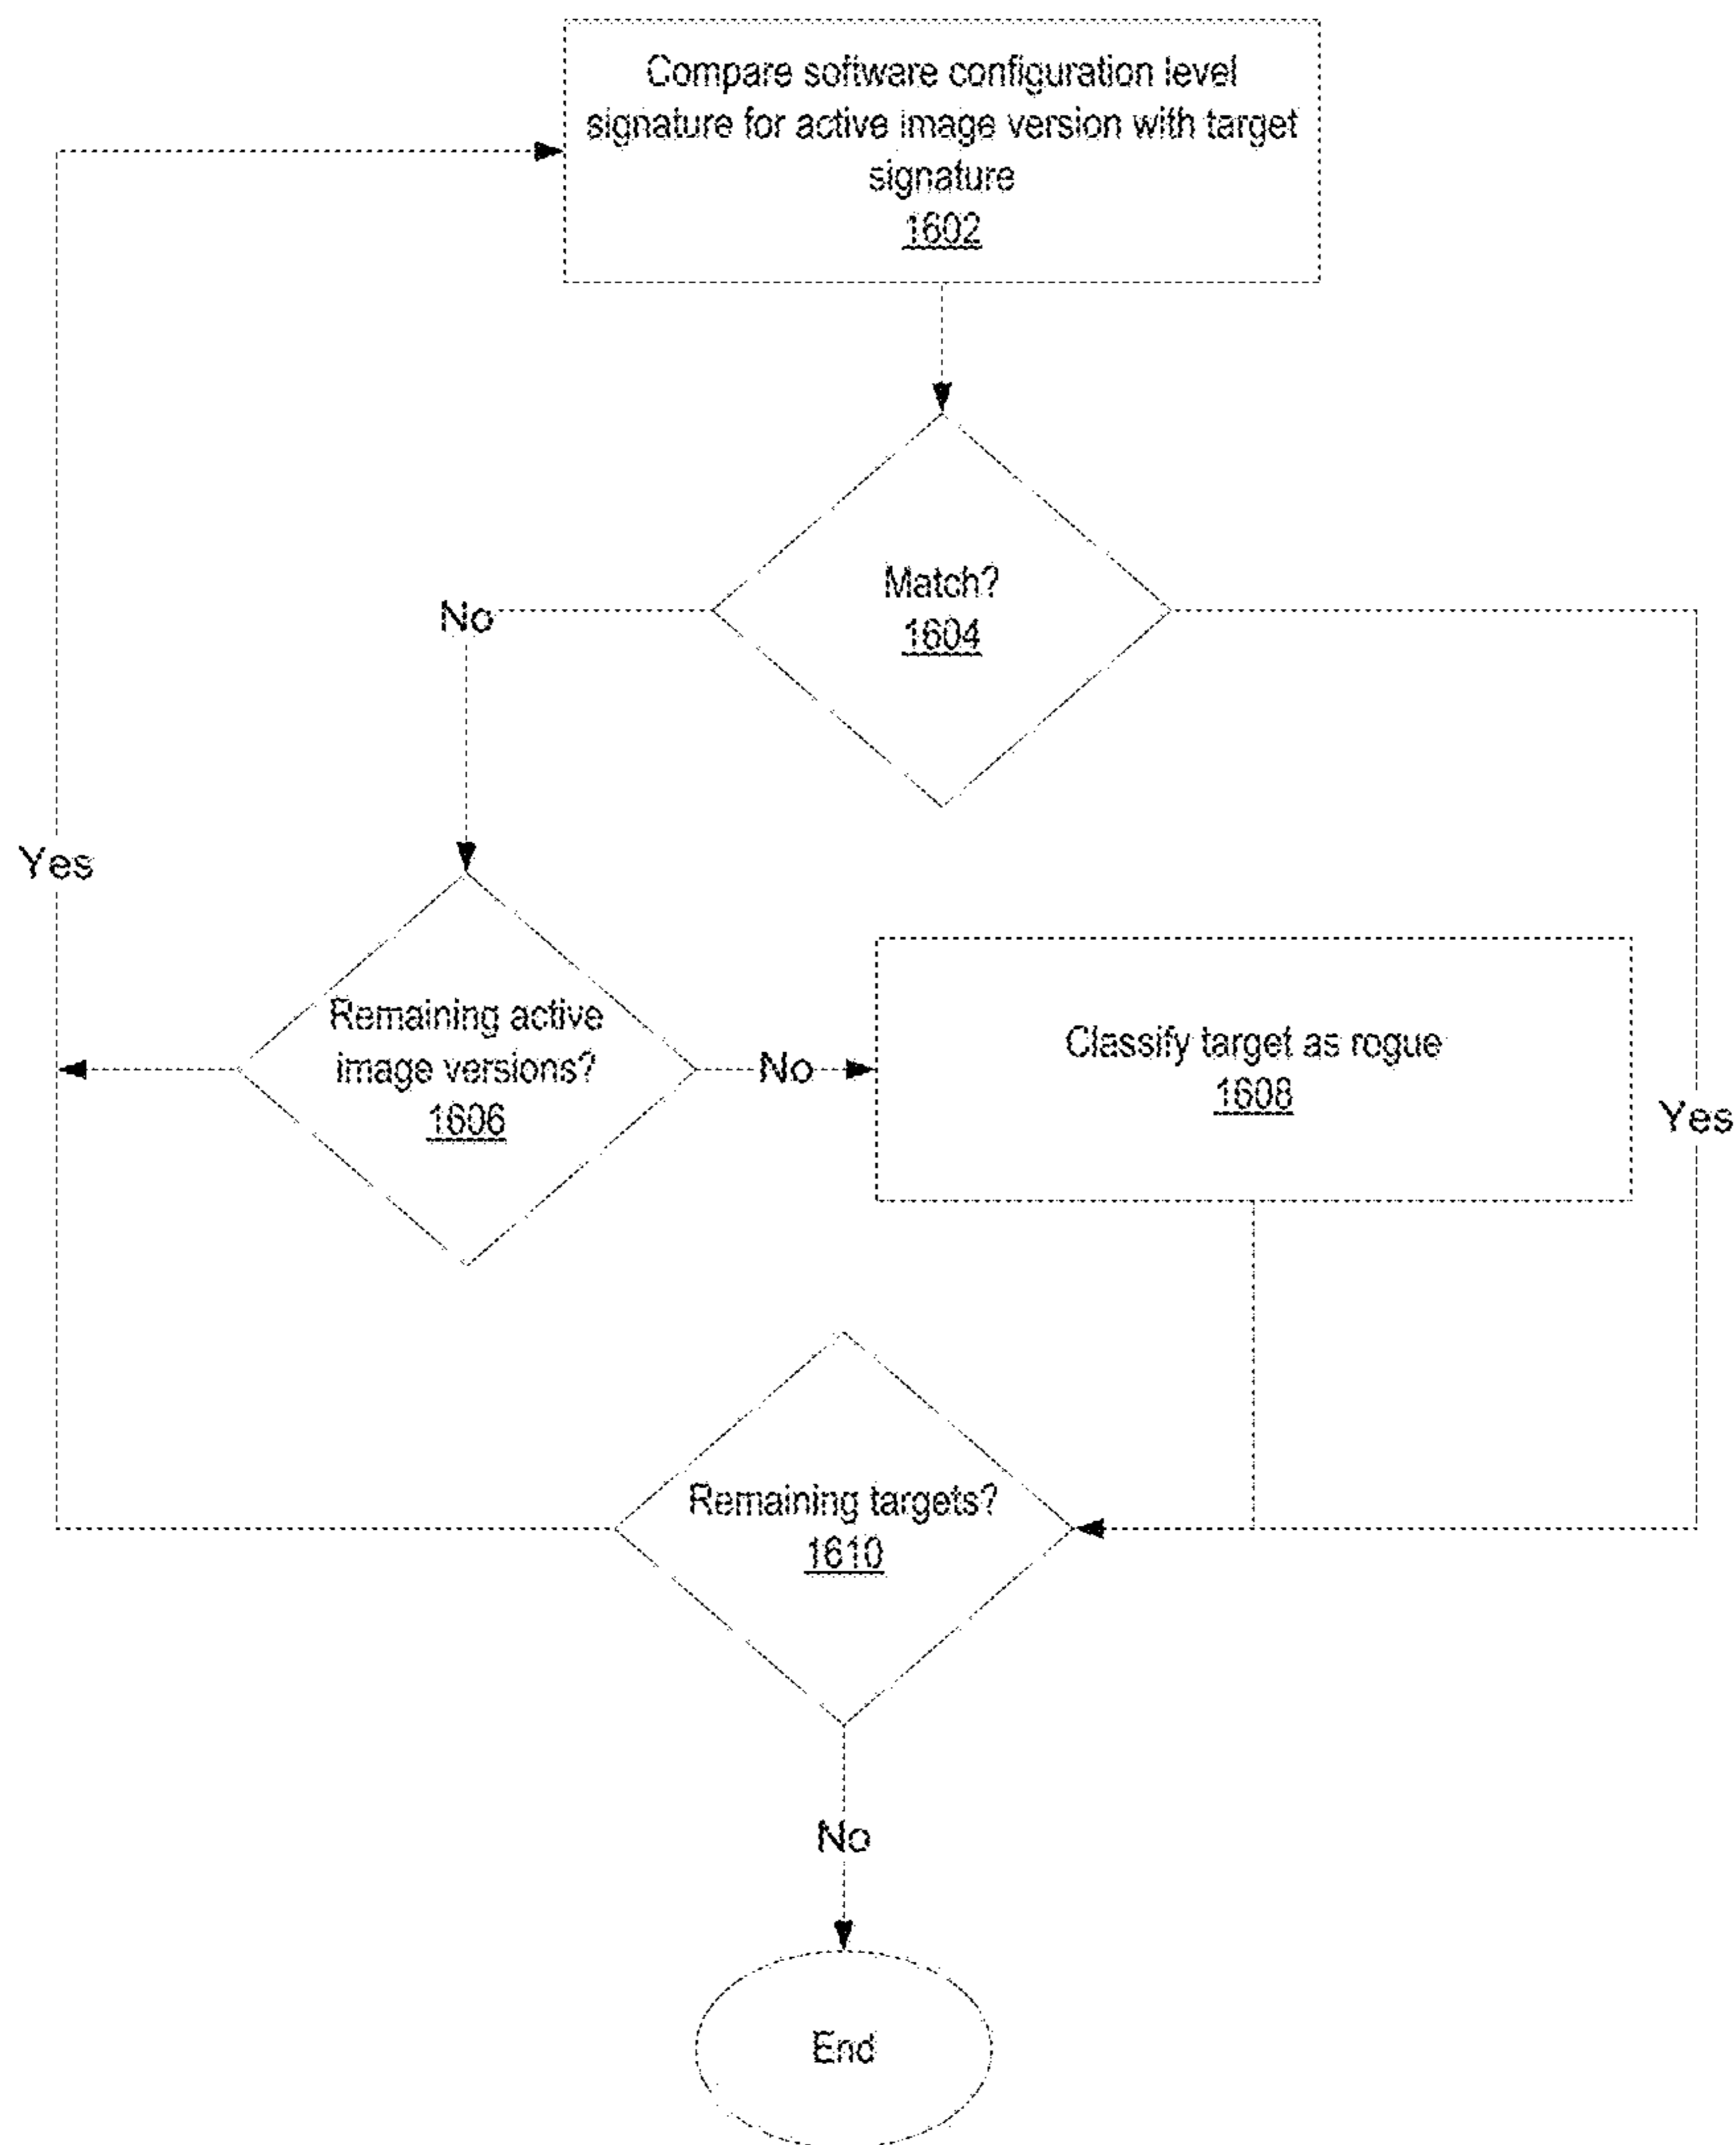 Compare software configuration level
signature for active image version with target
signature
1602
Match?
1604
No
Yes
Remaining active
image versions?
1606
No
Classify target as rogue
1608
Yes
Remaining targets?
1610
No
End